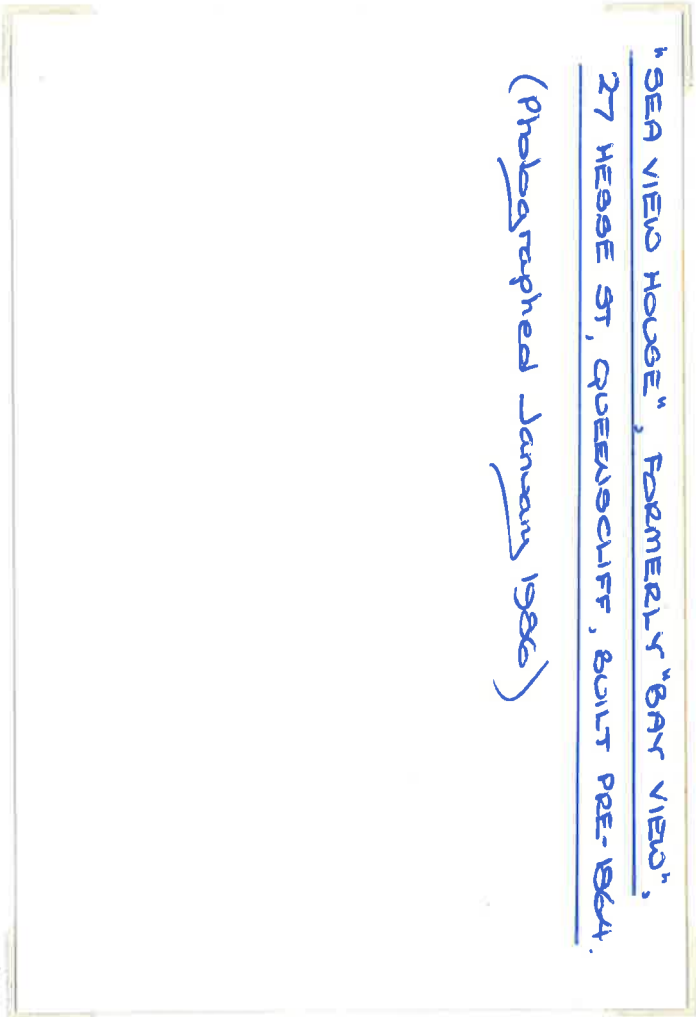 "SEA VIEW HOUSE", FORMERLY "BAY VIEW",
27 HESSE ST, QUEENSCLIFF, BUILT PRE-1864.
(Photographed January 1986)